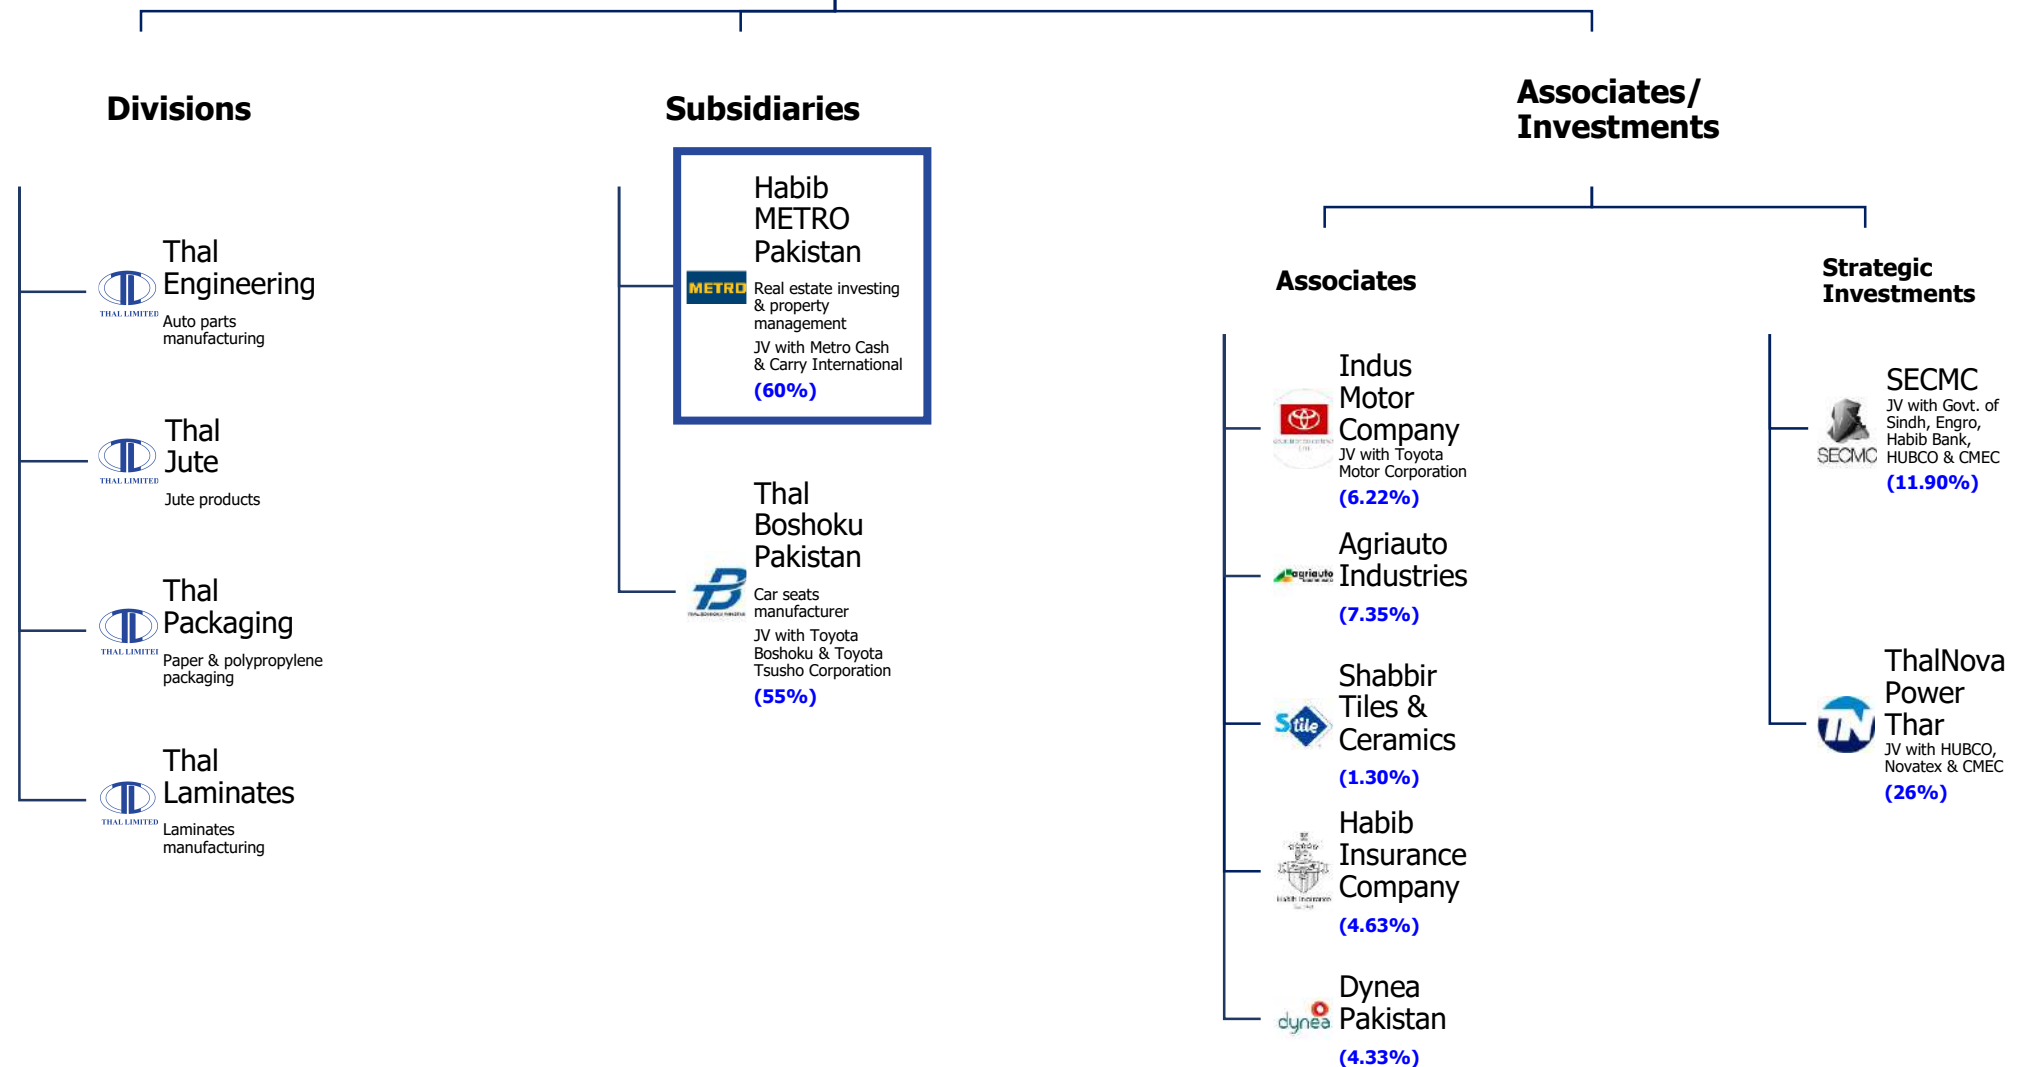 Divisions
Thal
Engineering
Auto parts
manufacturing
THAL LIMITED
Thal
Jute
Jute products
THAL LIMITED
Thal
Packaging
Paper & polypropylene
packaging
THAL LIMITED
Thal
Laminates
Laminates
manufacturing
THAL LIMITED
Subsidiaries
Habib
METRO
Pakistan
METRO
Real estate investing
& property
management
JV with Metro Cash
& Carry International
(60%)
Thal
Boshoku
Pakistan
Car seats
manufacturer
JV with Toyota
Boshoku & Toyota
Tsusho Corporation
(55%)
Associates/
Investments
Associates
Indus
Motor
Company
JV with Toyota
Motor Corporation
(6.22%)
Agriauto
Industries
agriauto
(7.35%)
Shabbir
Tiles &
Ceramics
Stile
(1.30%)
Habib
Insurance
Company
Habib Insurance
(4.63%)
Dynea
Pakistan
dynea
(4.33%)
Strategic
Investments
SECMC
JV with Govt. of
Sindh, Engro,
Habib Bank,
HUBCO & CMEC
SECMC
(11.90%)
ThalNova
Power
Thar
TN
JV with HUBCO,
Novatex & CMEC
(26%)